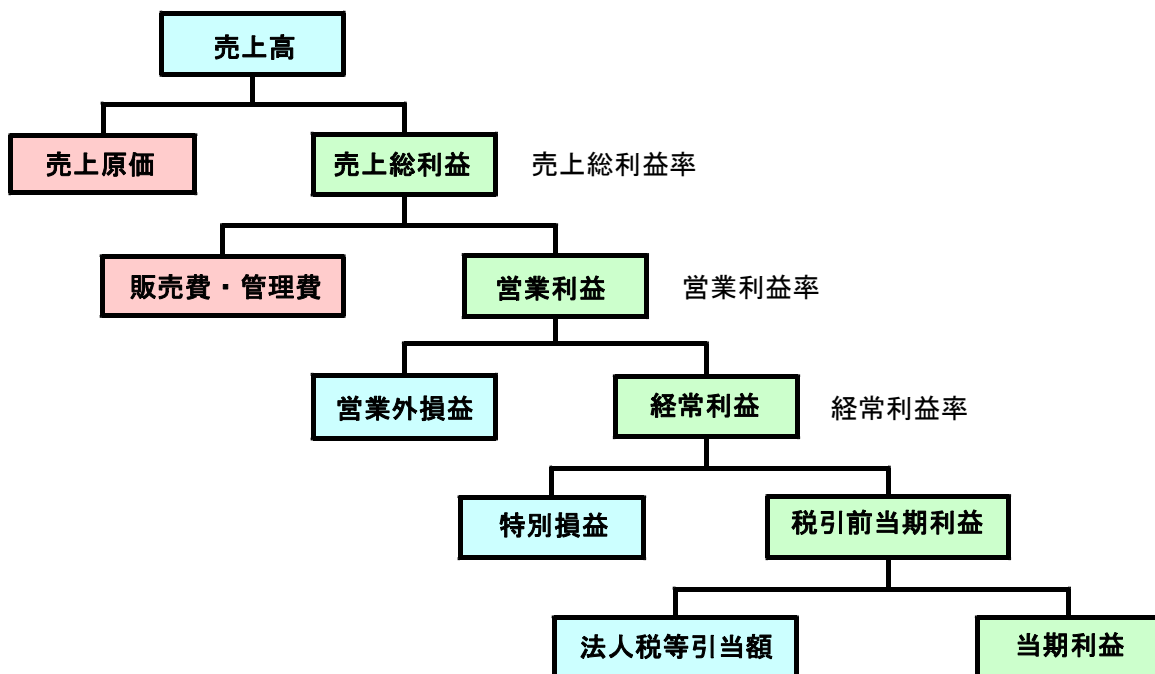 売上高
売上原価
売上総利益
売上総利益率
販売費・管理費
営業利益
営業利益率
営業外損益
経常利益
経常利益率
特別損益
税引前当期利益
法人税等引当額
当期利益